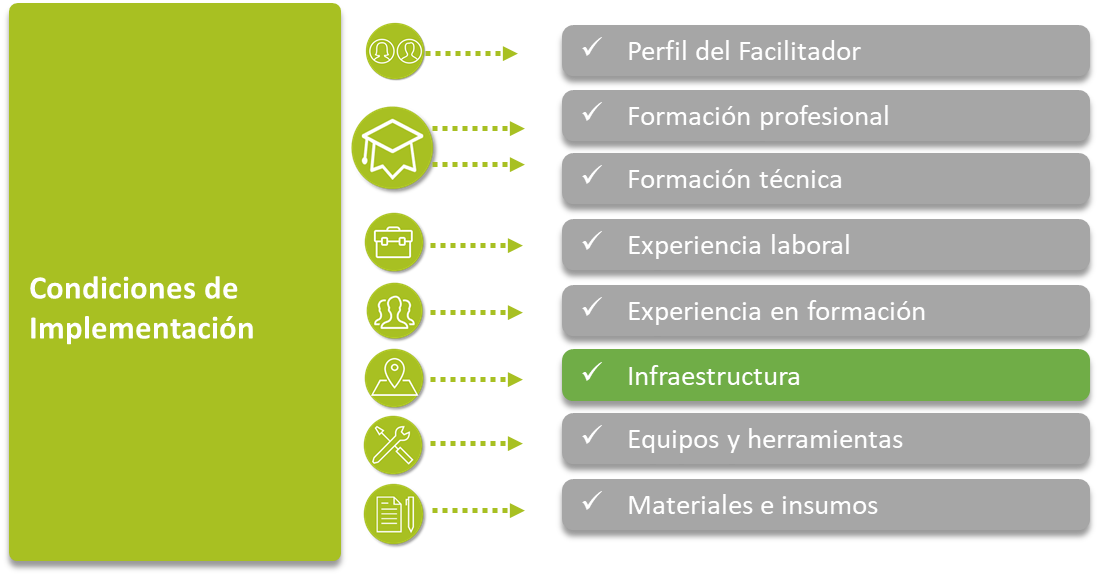 Condiciones de
Implementación
✓ Perfil del Facilitador
✓ Formación profesional
✓ Formación técnica
✓ Experiencia laboral
✓ Experiencia en formación
✓ Infraestructura
✓ Equipos y herramientas
✓ Materiales e insumos